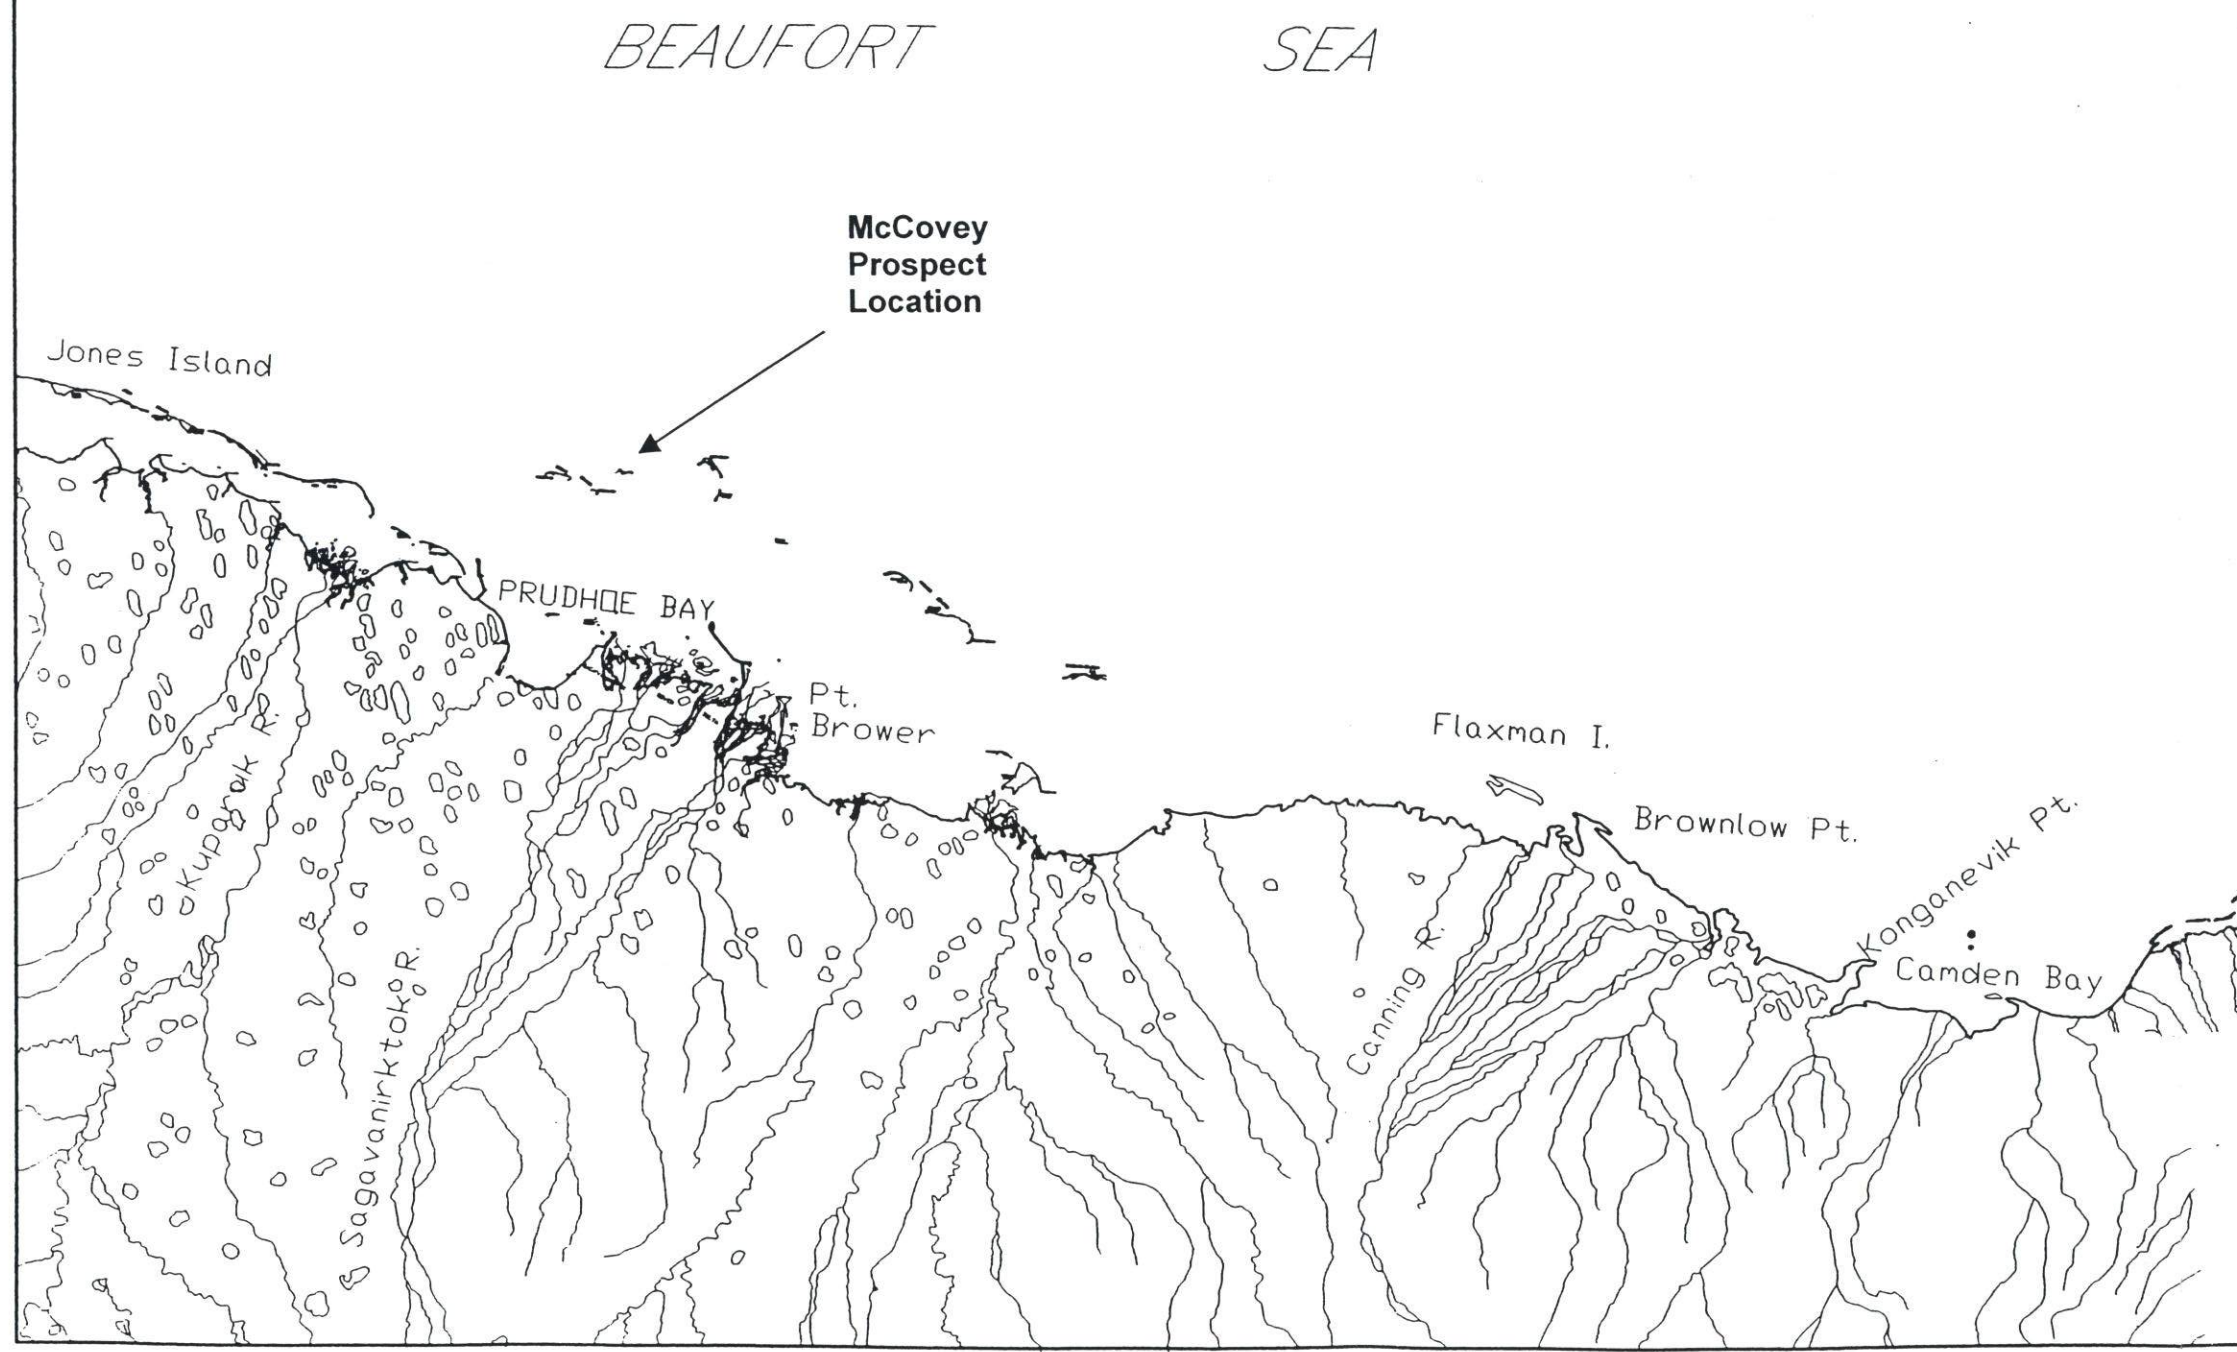 BEAUFORT SEA
McCovey
Prospect
Location
Jones Island
PRUDHOE BAY
Pt.
Brower
Flaxman I.
Brownlow Pt.
Konganevik Pt.
Camden Bay
Kuparuk R.
Canning R.
Sagavanirktok R.